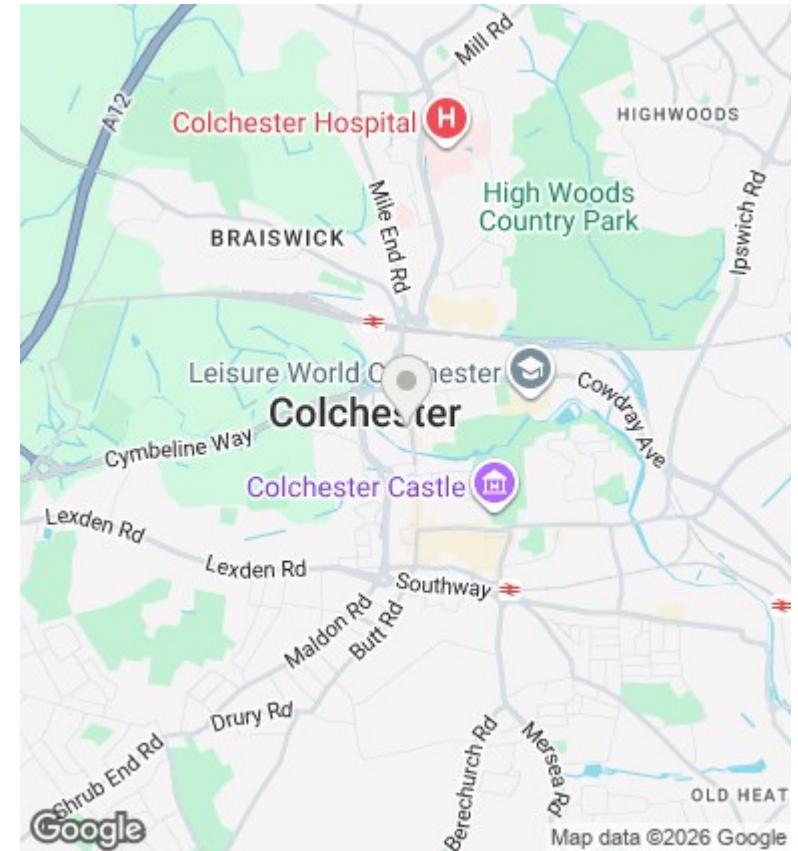 Mill Rd
A12
Colchester Hospital
H
HIGHWOODS
High Woods
Country Park
Mile End Rd
BRAISWICK
Ipswich Rd
Leisure World C hester
Colchester
Cowdray Ave
Cymbeline Way
Colchester Castle
Lexden Rd
Lexden Rd
Southway
Maldon Rd
Butt Rd
Drury Rd
Shrub End Rd
Berechurch Rd
Mersea Rd
OLD HEAT
Google
Map data ©2026 Google